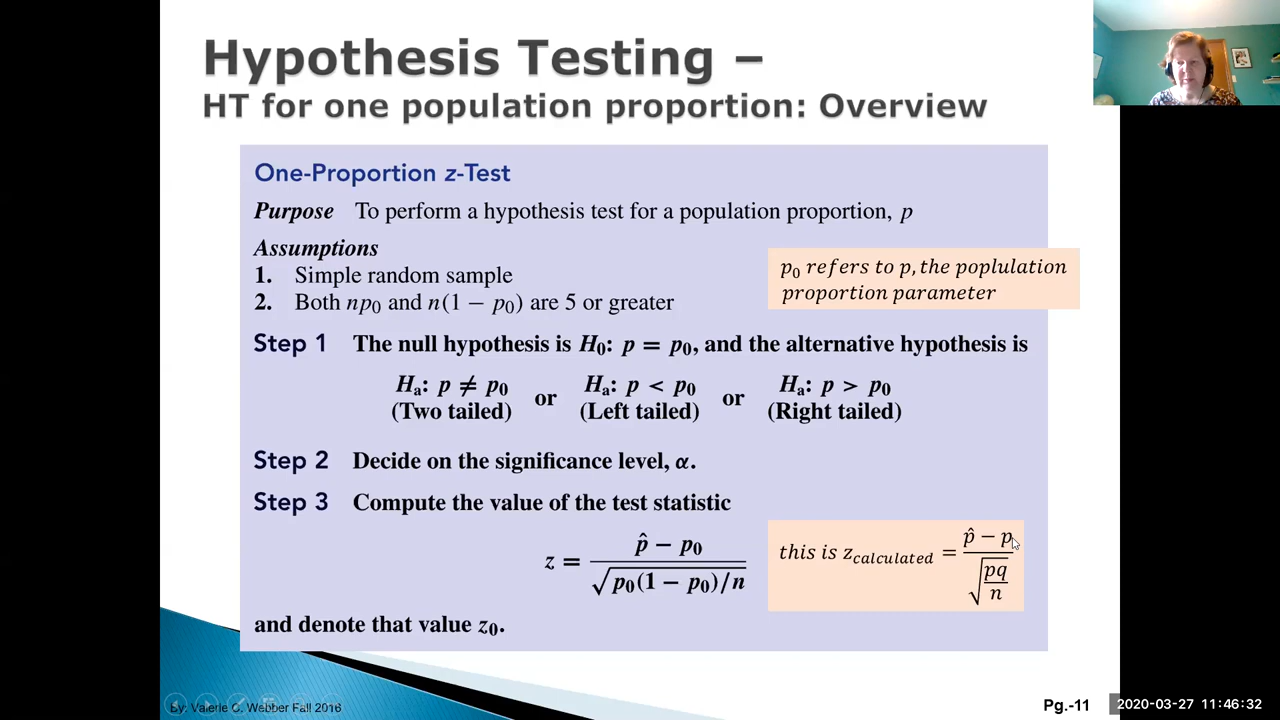 Hypothesis Testing –
HT for one population proportion: Overview
One-Proportion z-Test
Purpose To perform a hypothesis test for a population proportion, p
Assumptions
1. Simple random sample
2. Both np₀ and n(1 − p₀) are 5 or greater
p₀ refers to p, the poplulation
proportion parameter
Step 1 The null hypothesis is H₀: p = p₀, and the alternative hypothesis is
Hₐ: p ≠ p₀ or Hₐ: p < p₀ or Hₐ: p > p₀
(Two tailed) (Left tailed) (Right tailed)
Step 2 Decide on the significance level, α.
Step 3 Compute the value of the test statistic
z = (p̂ − p₀) / √(p₀(1 − p₀)/n)
this is z_calculated = (p̂ − p) / √(pq/n)
and denote that value z₀.
By: Valerie C. Webber Fall 2016
Pg.-11
2020-03-27 11:46:32